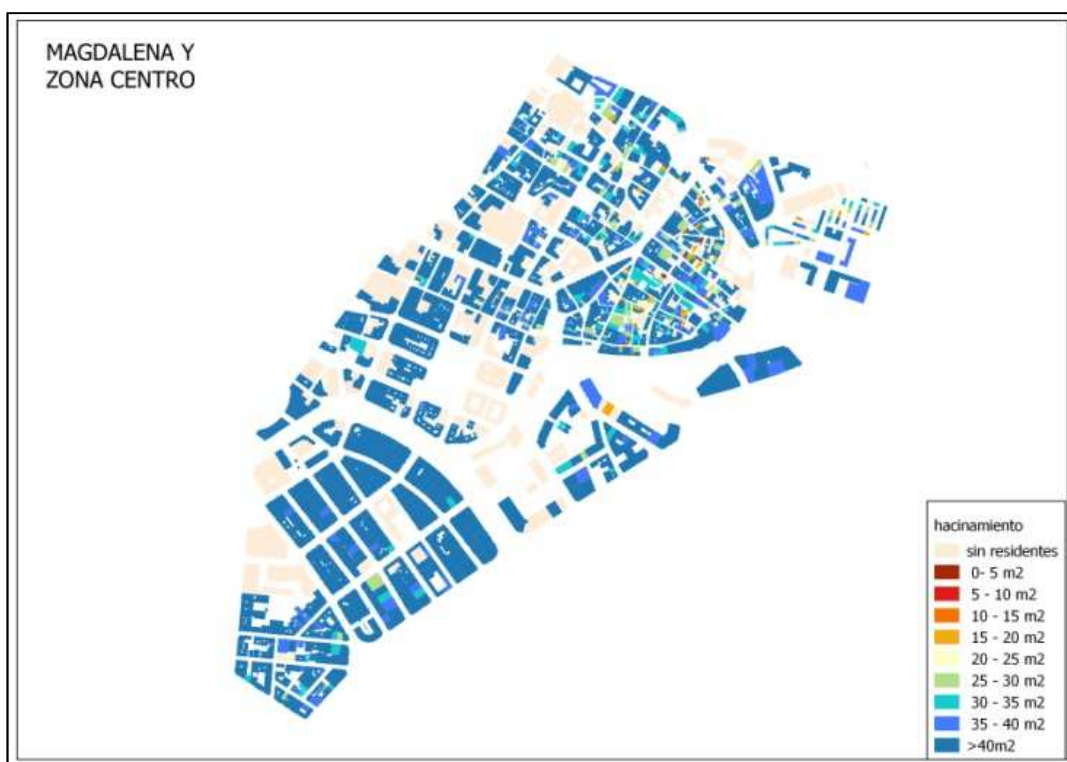 MAGDALENA Y
ZONA CENTRO
hacinamiento
sin residentes
0- 5 m2
5 - 10 m2
10 - 15 m2
15 - 20 m2
20 - 25 m2
25 - 30 m2
30 - 35 m2
35 - 40 m2
>40m2